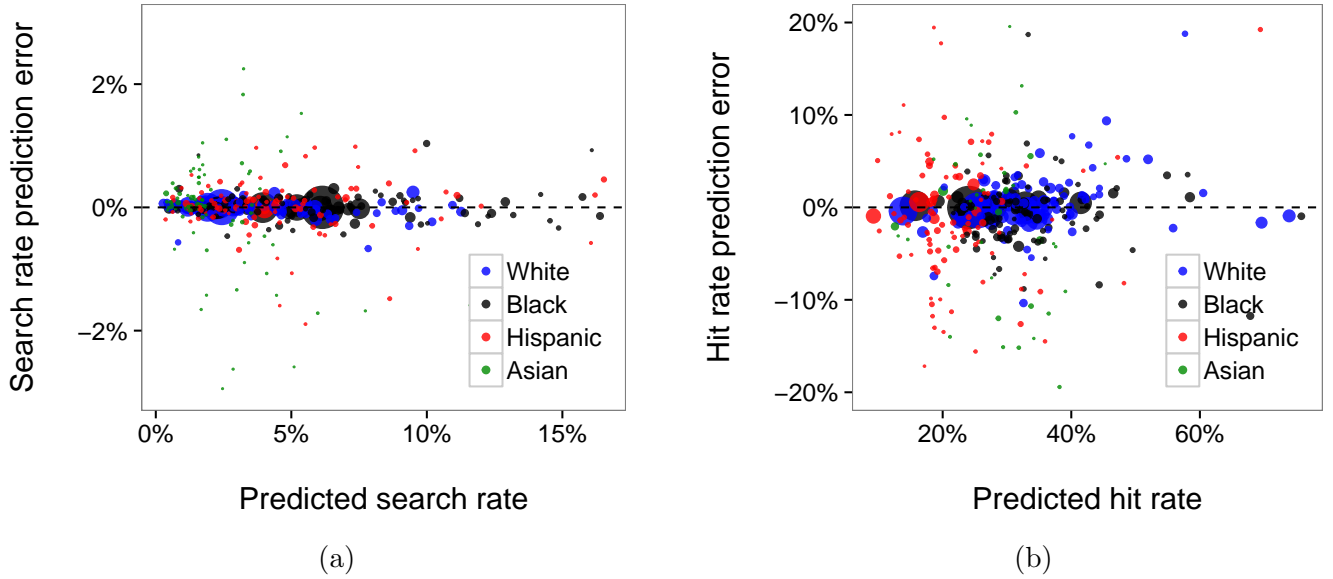 Search rate prediction error
2%
0%
−2%
0%
5%
10%
15%
Predicted search rate
White
Black
Hispanic
Asian
(a)
Hit rate prediction error
20%
10%
0%
−10%
−20%
20%
40%
60%
Predicted hit rate
White
Black
Hispanic
Asian
(b)